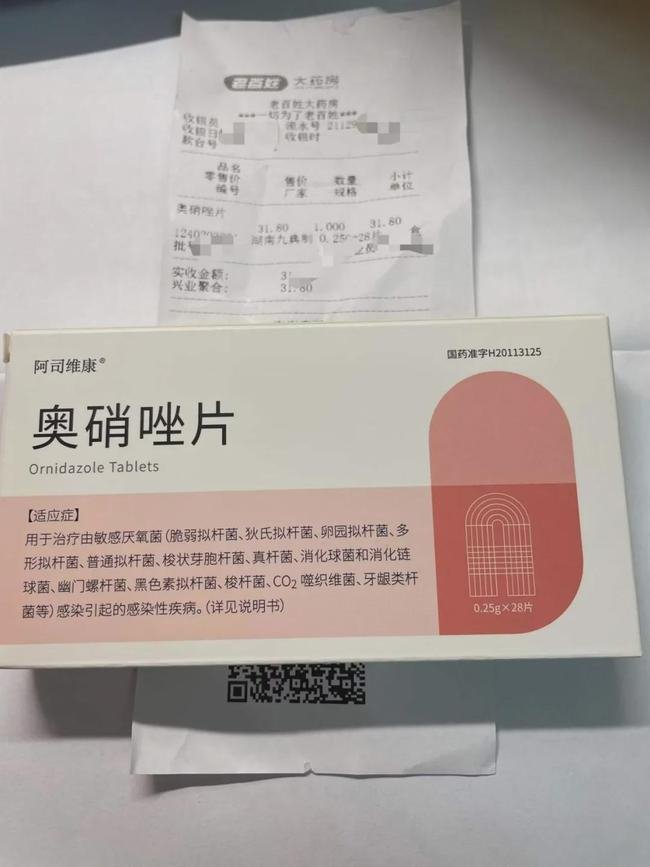 老百姓 大药房
老百姓大药房
***一切为了老百姓***
收银员 流水号 21129
收银日 收银时
款台号
品名
零售价 售价 数量 小计
编号 厂家 规格 单位
奥硝唑片
31.80 1.000 31.80
湖南九典制 0.25g*28片 盒
批号
实收金额: 3
兴业聚合: 31.80
阿司维康®
国药准字H20113125
奥硝唑片
Ornidazole Tablets
【适应症】
用于治疗由敏感厌氧菌(脆弱拟杆菌、狄氏拟杆菌、卵园拟杆菌、多
形拟杆菌、普通拟杆菌、梭状芽胞杆菌、真杆菌、消化球菌和消化链
球菌、幽门螺杆菌、黑色素拟杆菌、梭杆菌、CO₂ 噬织维菌、牙龈类杆
菌等)感染引起的感染性疾病。(详见说明书)
0.25g×28片